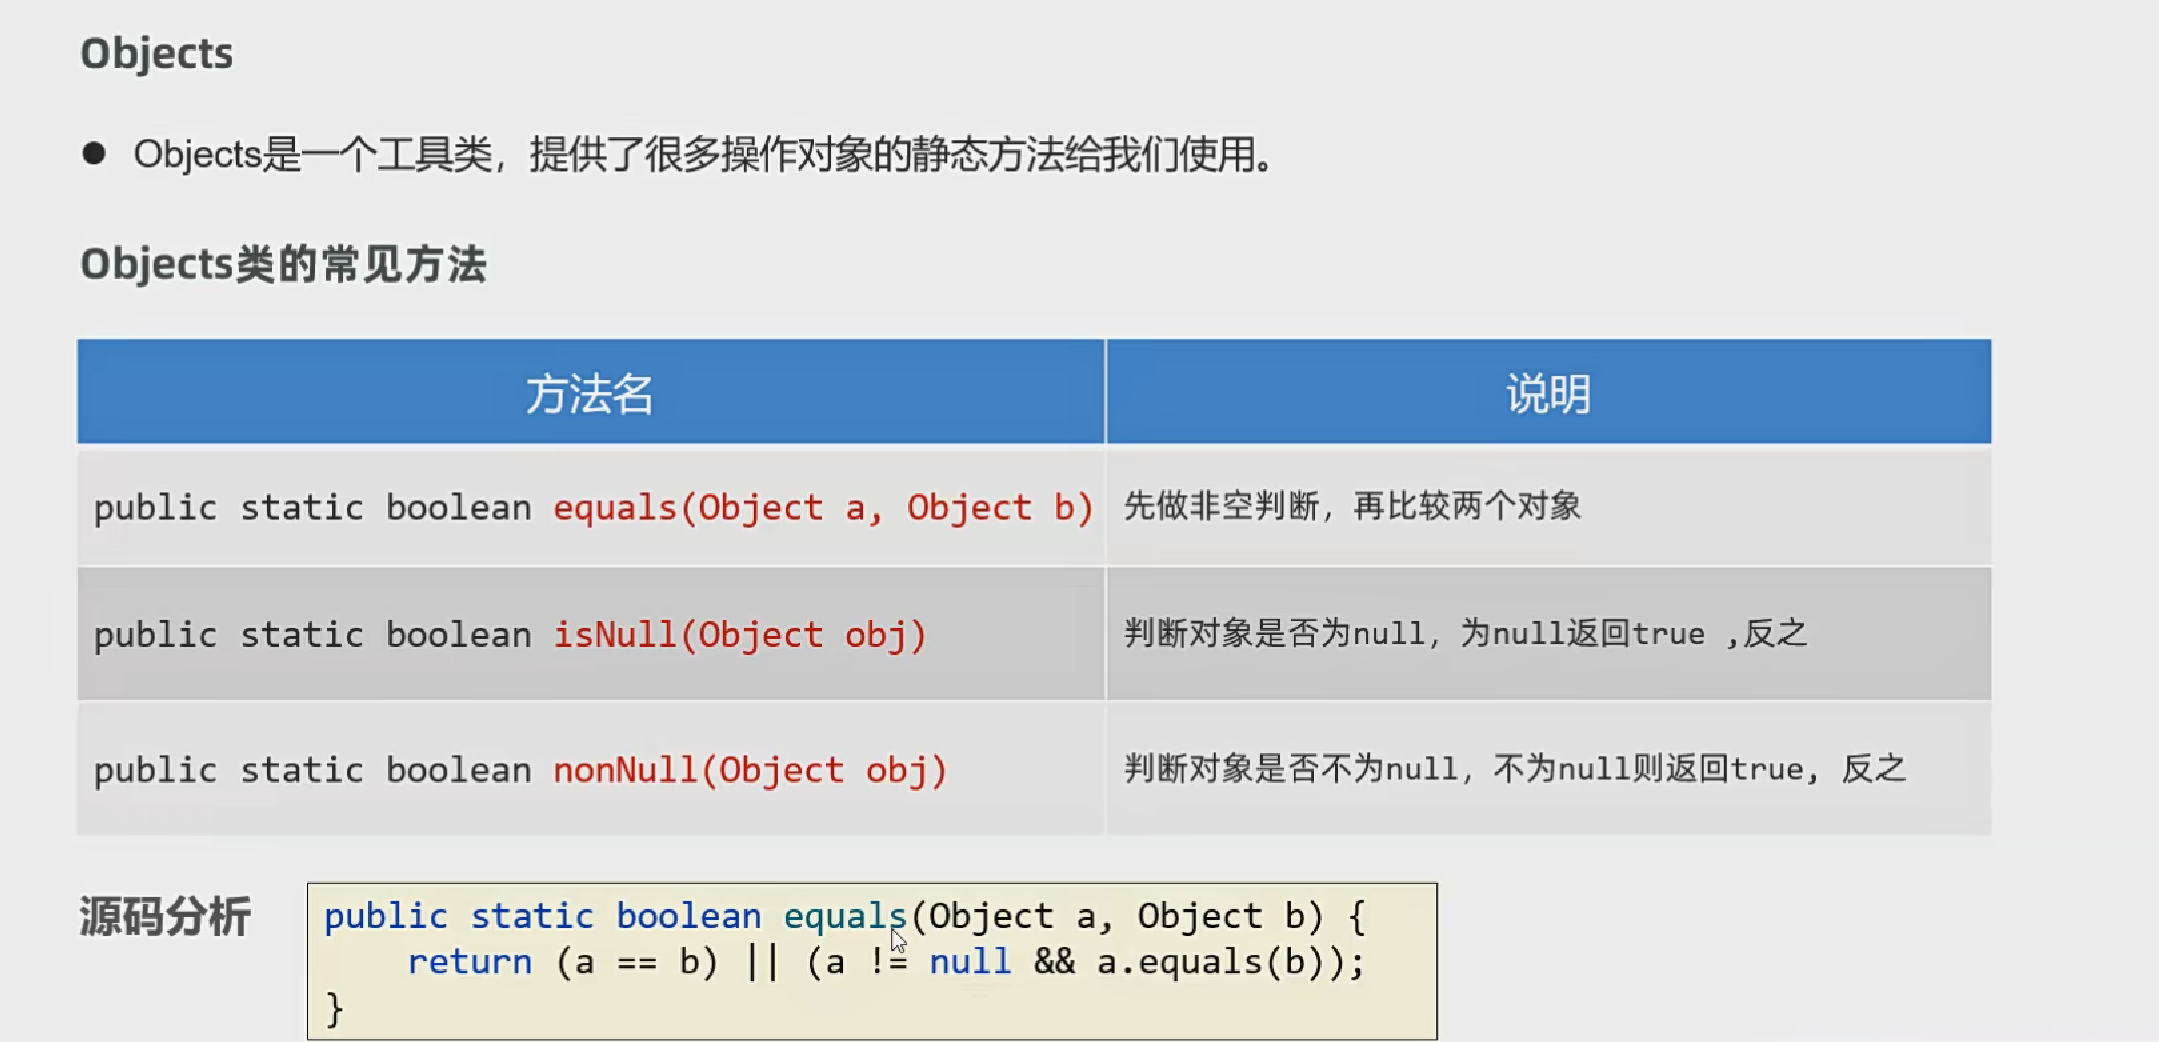 Objects
● Objects是一个工具类，提供了很多操作对象的静态方法给我们使用。
Objects类的常见方法
方法名 说明
public static boolean equals(Object a, Object b) 先做非空判断，再比较两个对象
public static boolean isNull(Object obj) 判断对象是否为null，为null返回true ,反之
public static boolean nonNull(Object obj) 判断对象是否不为null，不为null则返回true, 反之
源码分析
public static boolean equals(Object a, Object b) {
    return (a == b) || (a != null && a.equals(b));
}